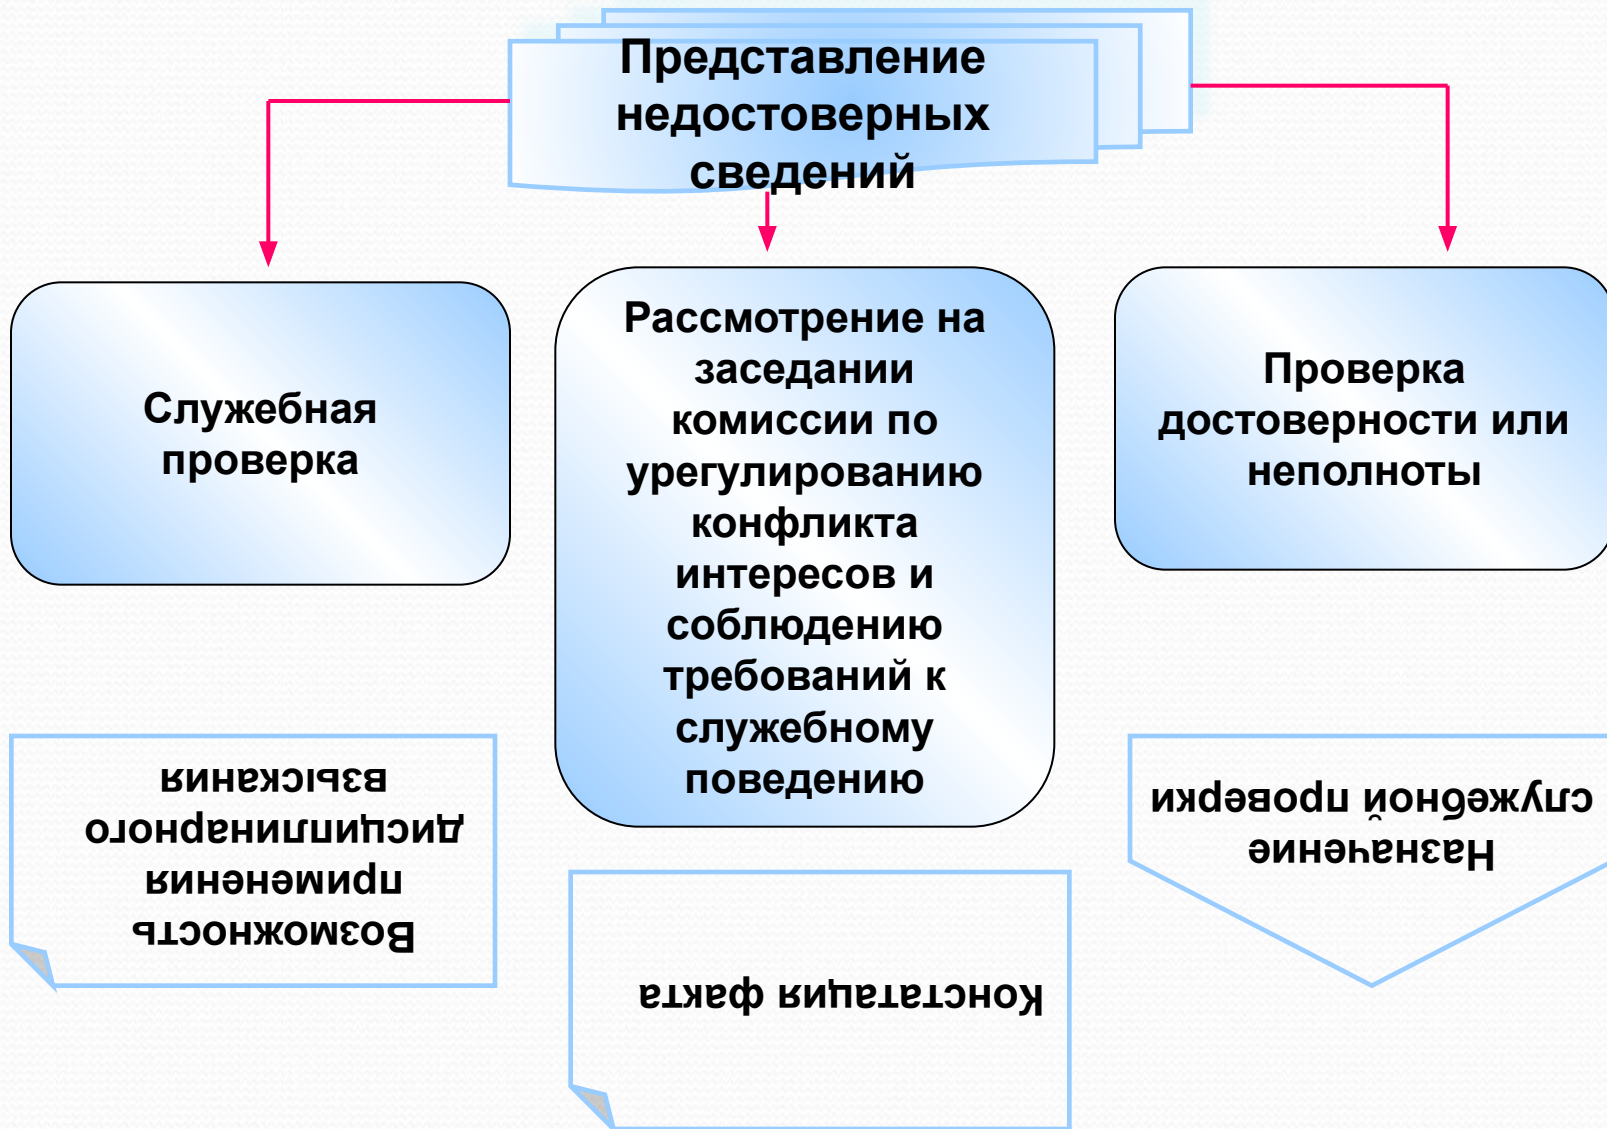 Представление
недостоверных
сведений
Служебная
проверка
Рассмотрение на
заседании
комиссии по
урегулированию
конфликта
интересов и
соблюдению
требований к
служебному
поведению
Проверка
достоверности или
неполноты
Возможность
применения
дисциплинарного
взыскания
Констатация факта
Назначение
служебной проверки